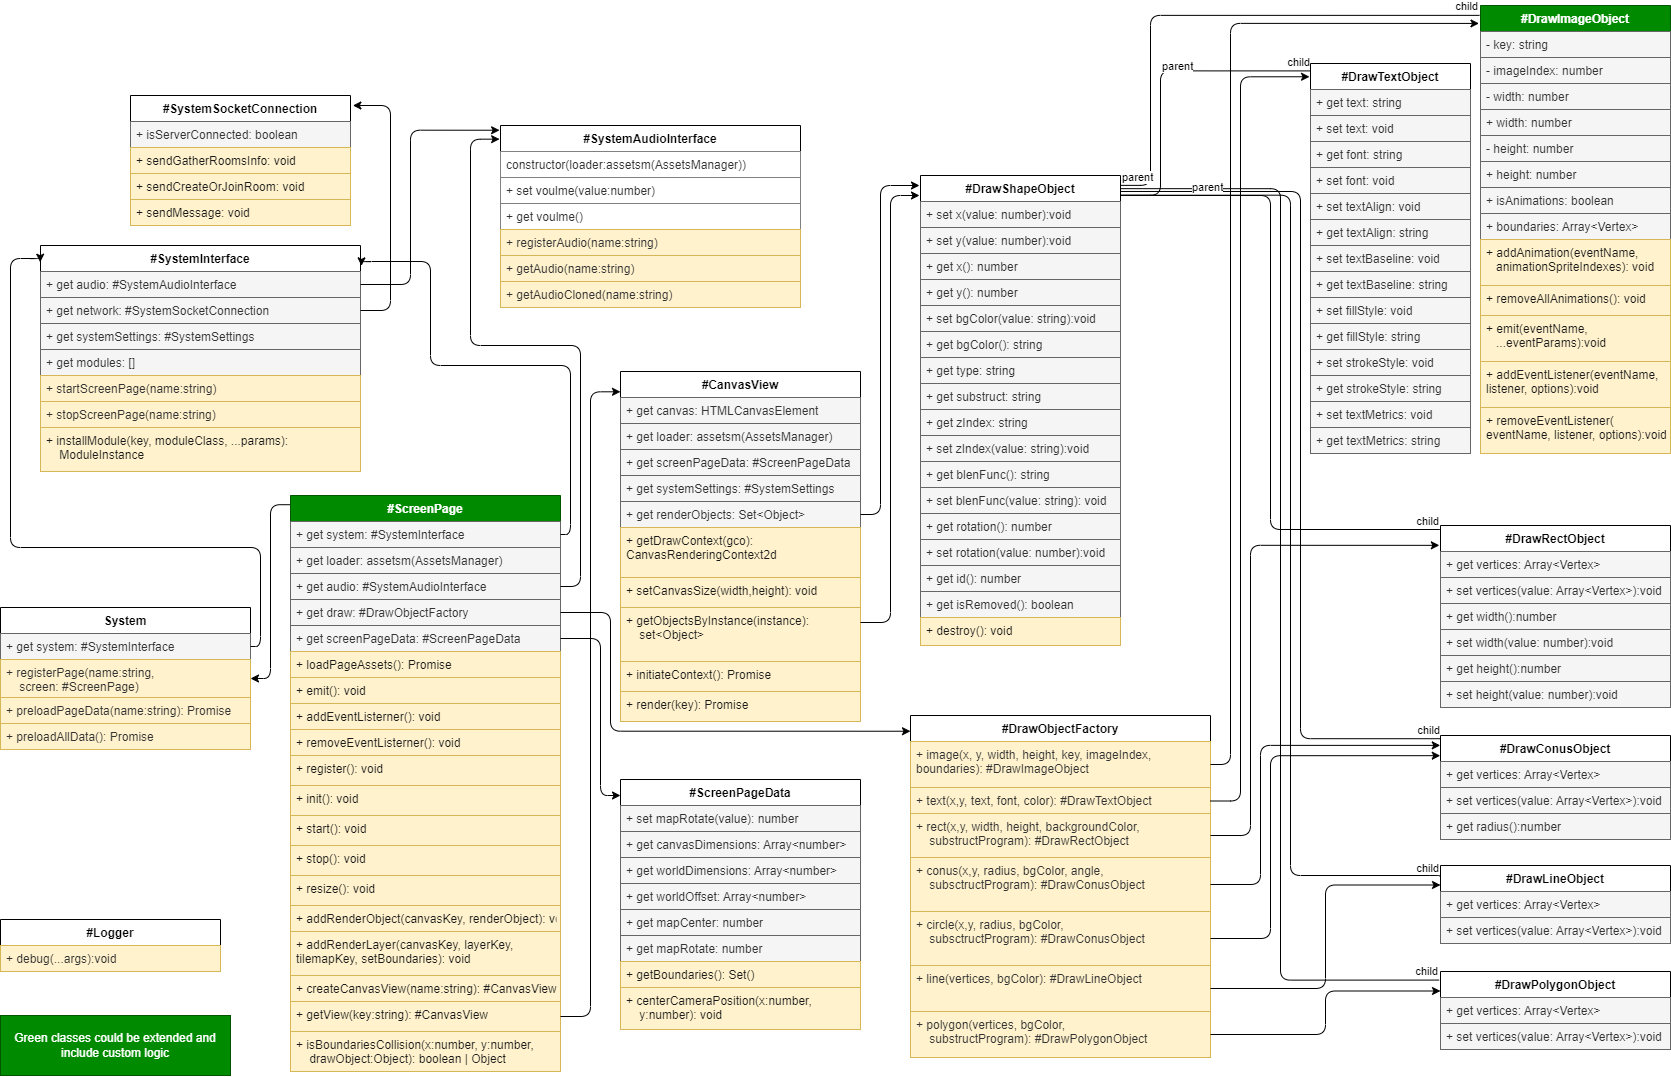 #SystemSocketConnection
+ isServerConnected: boolean
+ sendGatherRoomsInfo: void
+ sendCreateOrJoinRoom: void
+ sendMessage: void
#SystemInterface
+ get audio: #SystemAudioInterface
+ get network: #SystemSocketConnection
+ get systemSettings: #SystemSettings
+ get modules: []
+ startScreenPage(name:string)
+ stopScreenPage(name:string)
+ installModule(key, moduleClass, ...params):
ModuleInstance
System
+ get system: #SystemInterface
+ registerPage(name:string,
screen: #ScreenPage)
+ preloadPageData(name:string): Promise
+ preloadAllData(): Promise
#Logger
+ debug(...args):void
Green classes could be extended and
include custom logic
#ScreenPage
+ get system: #SystemInterface
+ get loader: assetsm(AssetsManager)
+ get audio: #SystemAudioInterface
+ get draw: #DrawObjectFactory
+ get screenPageData: #ScreenPageData
+ loadPageAssets(): Promise
+ emit(): void
+ addEventListerner(): void
+ removeEventListerner(): void
+ register(): void
+ init(): void
+ start(): void
+ stop(): void
+ resize(): void
+ addRenderObject(canvasKey, renderObject):
+ addRenderLayer(canvasKey, layerKey,
tilemapKey, setBoundaries): void
+ createCanvasView(name:string): #CanvasView
+ getView(key:string): #CanvasView
+ isBoundariesCollision(x:number, y:number,
drawObject:Object): boolean | Object
#SystemAudioInterface
constructor(loader:assetsm(AssetsManager))
+ set voulme(value:number)
+ get voulme()
+ registerAudio(name:string)
+ getAudio(name:string)
+ getAudioCloned(name:string)
#CanvasView
+ get canvas: HTMLCanvasElement
+ get loader: assetsm(AssetsManager)
+ get screenPageData: #ScreenPageData
+ get systemSettings: #SystemSettings
+ get renderObjects: Set<Object>
+ getDrawContext(gco):
CanvasRenderingContext2d
+ setCanvasSize(width,height): void
+ getObjectsByInstance(instance):
set<Object>
+ initiateContext(): Promise
+ render(key): Promise
#ScreenPageData
+ set mapRotate(value): number
+ get canvasDimensions: Array<number>
+ get worldDimensions: Array<number>
+ get worldOffset: Array<number>
+ get mapCenter: number
+ get mapRotate: number
+ getBoundaries(): Set()
+ centerCameraPosition(x:number,
y:number): void
#DrawShapeObject
+ set x(value: number):void
+ set y(value: number):void
+ get x(): number
+ get y(): number
+ set bgColor(value: string):void
+ get bgColor(): string
+ get type: string
+ get substruct: string
+ get zIndex: string
+ set zIndex(value: string):void
+ get blenFunc(): string
+ set blenFunc(value: string): void
+ get rotation(): number
+ set rotation(value: number):void
+ get id(): number
+ get isRemoved(): boolean
+ destroy(): void
parent
parent
parent
#DrawObjectFactory
+ image(x, y, width, height, key, imageIndex,
boundaries): #DrawImageObject
+ text(x,y, text, font, color): #DrawTextObject
+ rect(x,y, width, height, backgroundColor,
substructProgram): #DrawRectObject
+ conus(x,y, radius, bgColor, angle,
subsctructProgram): #DrawConusObject
+ circle(x,y, radius, bgColor,
subsctructProgram): #DrawConusObject
+ line(vertices, bgColor): #DrawLineObject
+ polygon(vertices, bgColor,
substructProgram): #DrawPolygonObject
child
#DrawTextObject
+ get text: string
+ set text: void
+ get font: string
+ set font: void
+ set textAlign: void
+ get textAlign: string
+ set textBaseline: void
+ get textBaseline: string
+ set fillStyle: void
+ get fillStyle: string
+ set strokeStyle: void
+ get strokeStyle: string
+ set textMetrics: void
+ get textMetrics: string
child
#DrawImageObject
- key: string
- imageIndex: number
- width: number
+ width: number
- height: number
+ height: number
+ isAnimations: boolean
+ boundaries: Array<Vertex>
+ addAnimation(eventName,
animationSpriteIndexes): void
+ removeAllAnimations(): void
+ emit(eventName,
...eventParams):void
+ addEventListener(eventName,
listener, options):void
+ removeEventListener(
eventName, listener, options):void
child
#DrawRectObject
+ get vertices: Array<Vertex>
+ set vertices(value: Array<Vertex>):void
+ get width():number
+ set width(value: number):void
+ get height():number
+ set height(value: number):void
child
#DrawConusObject
+ get vertices: Array<Vertex>
+ set vertices(value: Array<Vertex>):void
+ get radius():number
child
#DrawLineObject
+ get vertices: Array<Vertex>
+ set vertices(value: Array<Vertex>):void
child
#DrawPolygonObject
+ get vertices: Array<Vertex>
+ set vertices(value: Array<Vertex>):void